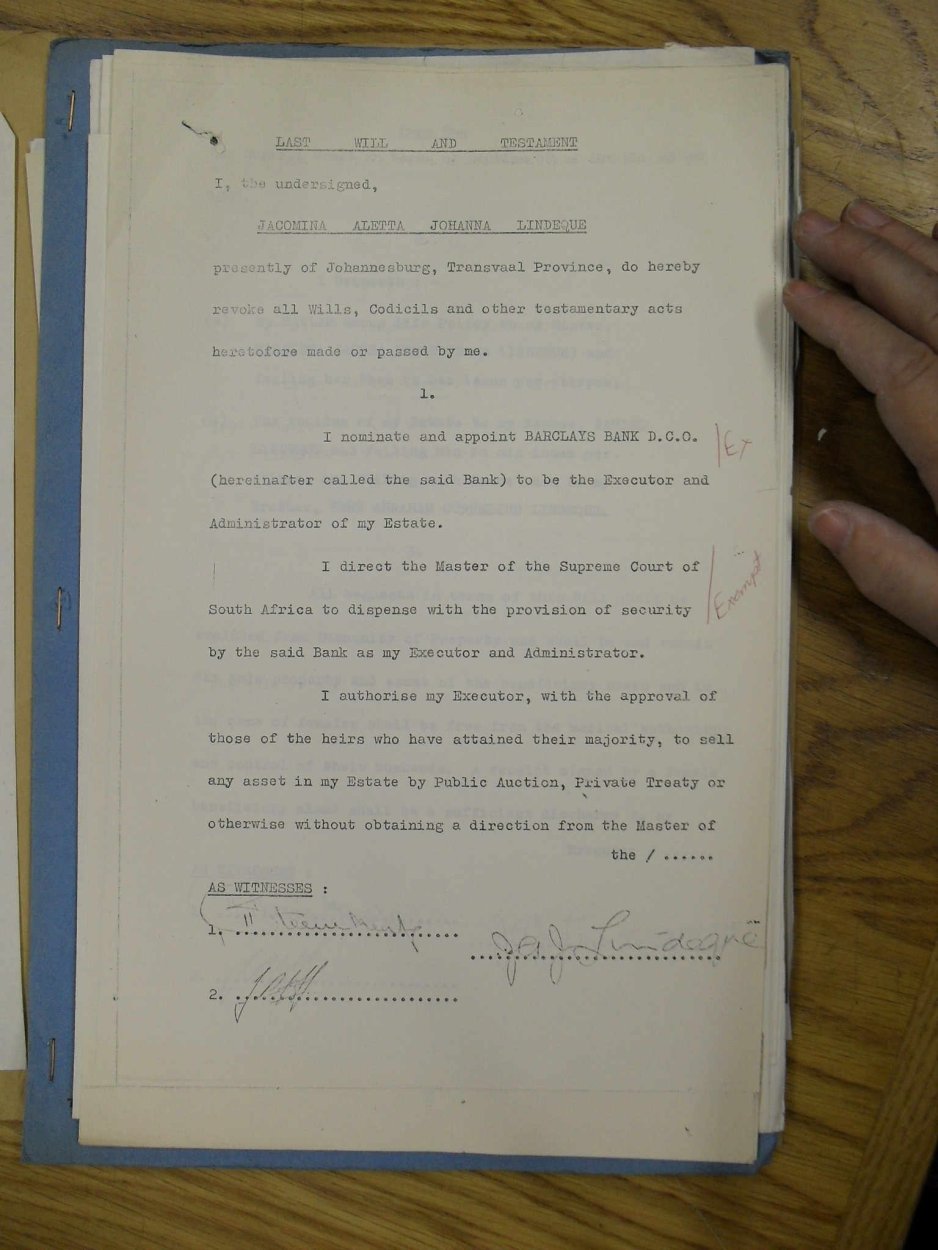 LAST WILL AND TESTAMENT
I, the undersigned,
JACOMINA ALETTA JOHANNA LINDEQUE
presently of Johannesburg, Transvaal Province, do hereby
revoke all Wills, Codicils and other testamentary acts
heretofore made or passed by me.
1.
I nominate and appoint BARCLAYS BANK D.C.O.
Ex
(hereinafter called the said Bank) to be the Executor and
Administrator of my Estate.
I direct the Master of the Supreme Court of
Exempt
South Africa to dispense with the provision of security
by the said Bank as my Executor and Administrator.
I authorise my Executor, with the approval of
those of the heirs who have attained their majority, to sell
any asset in my Estate by Public Auction, Private Treaty or
otherwise without obtaining a direction from the Master of
the / ......
AS WITNESSES :
1. ..........................
J A J Lindeque
2. ..........................